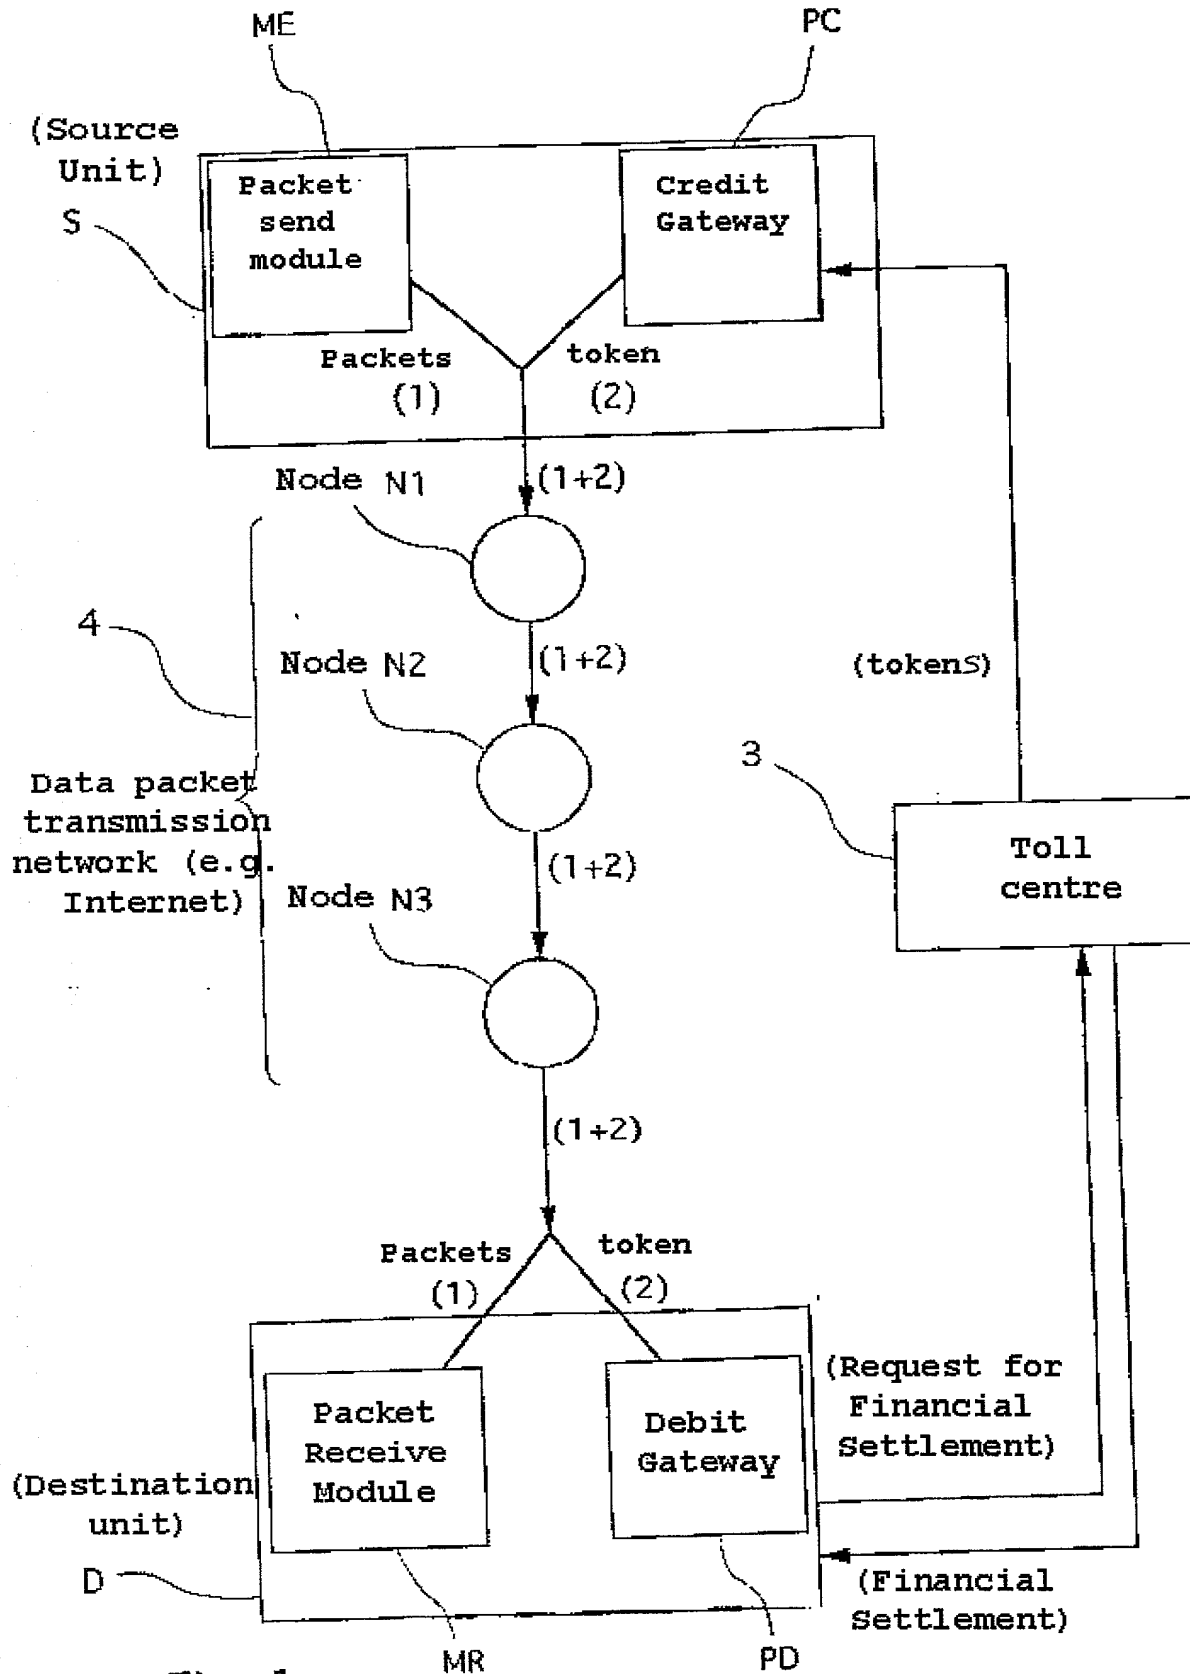 ME
PC
(Source
Unit)
S
Packet
send
module
Credit
Gateway
Packets
(1)
token
(2)
Node N1
(1+2)
4
Node N2
(1+2)
(tokens)
3
Data packet
transmission
network (e.g.
Internet)
Node N3
(1+2)
Toll
centre
(1+2)
Packets
(1)
token
(2)
Packet
Receive
Module
Debit
Gateway
(Request for
Financial
Settlement)
(Destination
unit)
D
(Financial
Settlement)
MR
PD